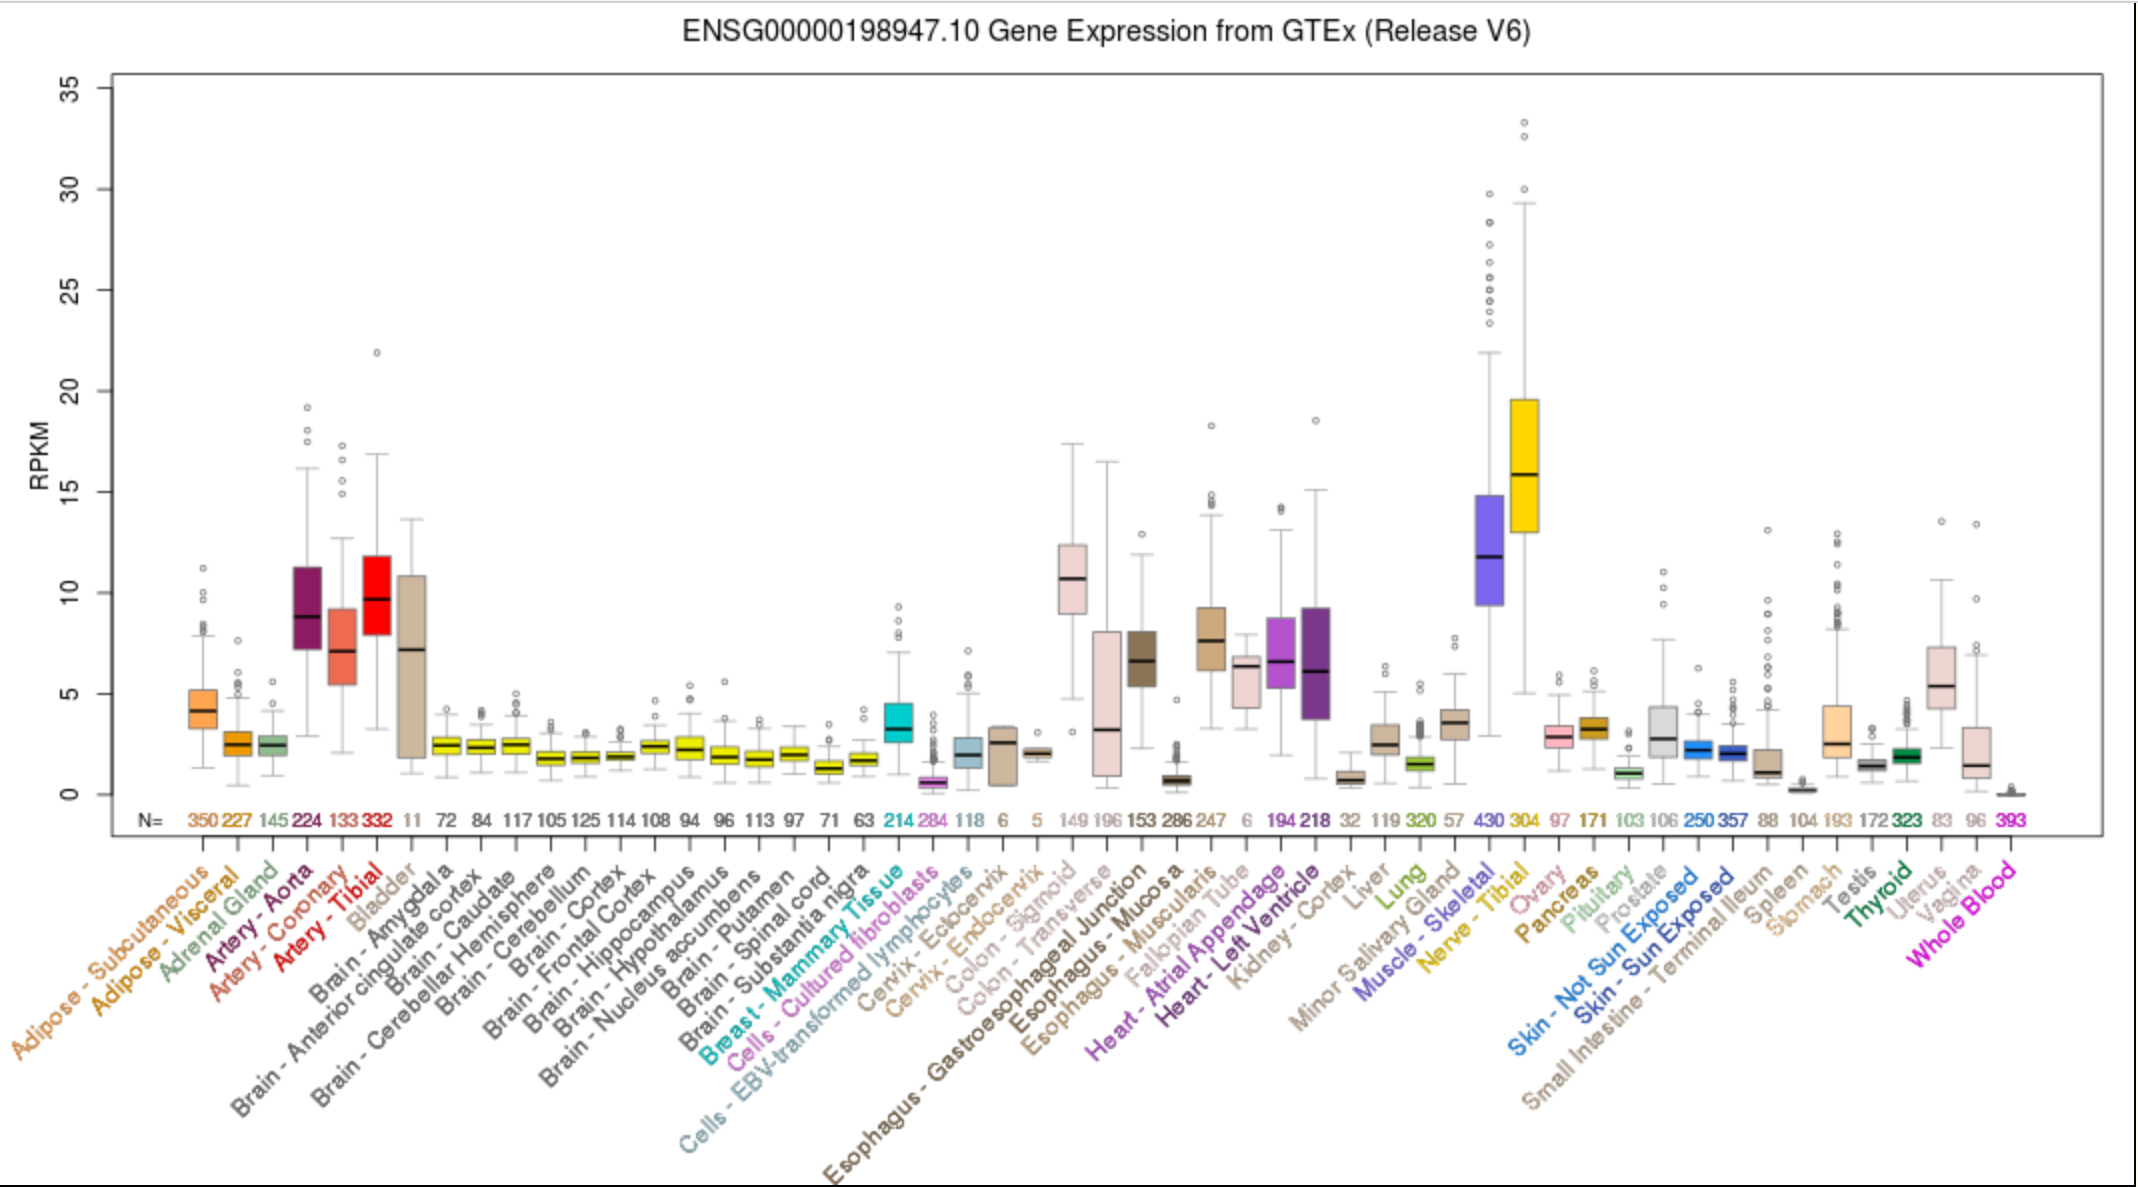 ENSG00000198947.10 Gene Expression from GTEx (Release V6)
35
30
25
20
15
10
5
0
RPKM
N= 350 227 145 224 133 332 11 72 84 117 105 125 114 108 94 96 113 97 71 63 214 284 118 6 5 149 196 153 286 247 6 194 218 32 119 320 57 430 304 97 171 103 106 250 357 88 104 193 172 323 83 96 393
Adipose - Subcutaneous
Adipose - Visceral
Adrenal Gland
Artery - Aorta
Artery - Coronary
Artery - Tibial
Bladder
Brain - Amygdala
Brain - Anterior cingulate cortex
Brain - Caudate
Brain - Cerebellar Hemisphere
Brain - Cerebellum
Brain - Cortex
Brain - Frontal Cortex
Brain - Hippocampus
Brain - Hypothalamus
Brain - Nucleus accumbens
Brain - Putamen
Brain - Spinal cord
Brain - Substantia nigra
Breast - Mammary Tissue
Cells - Cultured fibroblasts
Cells - EBV-transformed lymphocytes
Cervix - Ectocervix
Cervix - Endocervix
Colon - Sigmoid
Colon - Transverse
Esophagus - Gastroesophageal Junction
Esophagus - Mucosa
Esophagus - Muscularis
Fallopian Tube
Heart - Atrial Appendage
Heart - Left Ventricle
Kidney - Cortex
Liver
Lung
Minor Salivary Gland
Muscle - Skeletal
Nerve - Tibial
Ovary
Pancreas
Pituitary
Prostate
Skin - Not Sun Exposed
Skin - Sun Exposed
Small Intestine - Terminal Ileum
Spleen
Stomach
Testis
Thyroid
Uterus
Vagina
Whole Blood